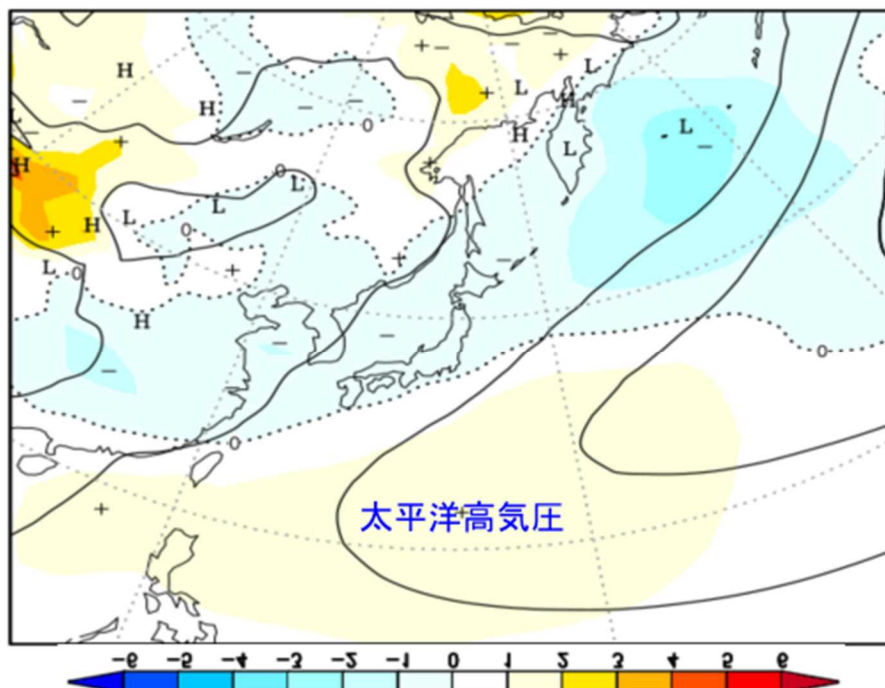 + − − −
+
H − L
+ L
− H − − H
L 0 L
− + H L −
H + 0
L
L L
H + 0
+ −
L 0 +
H
− − 0
−
0
+
太平洋高気圧
+
-6 -5 -4 -3 -2 -1 0 1 2 3 4 5 6